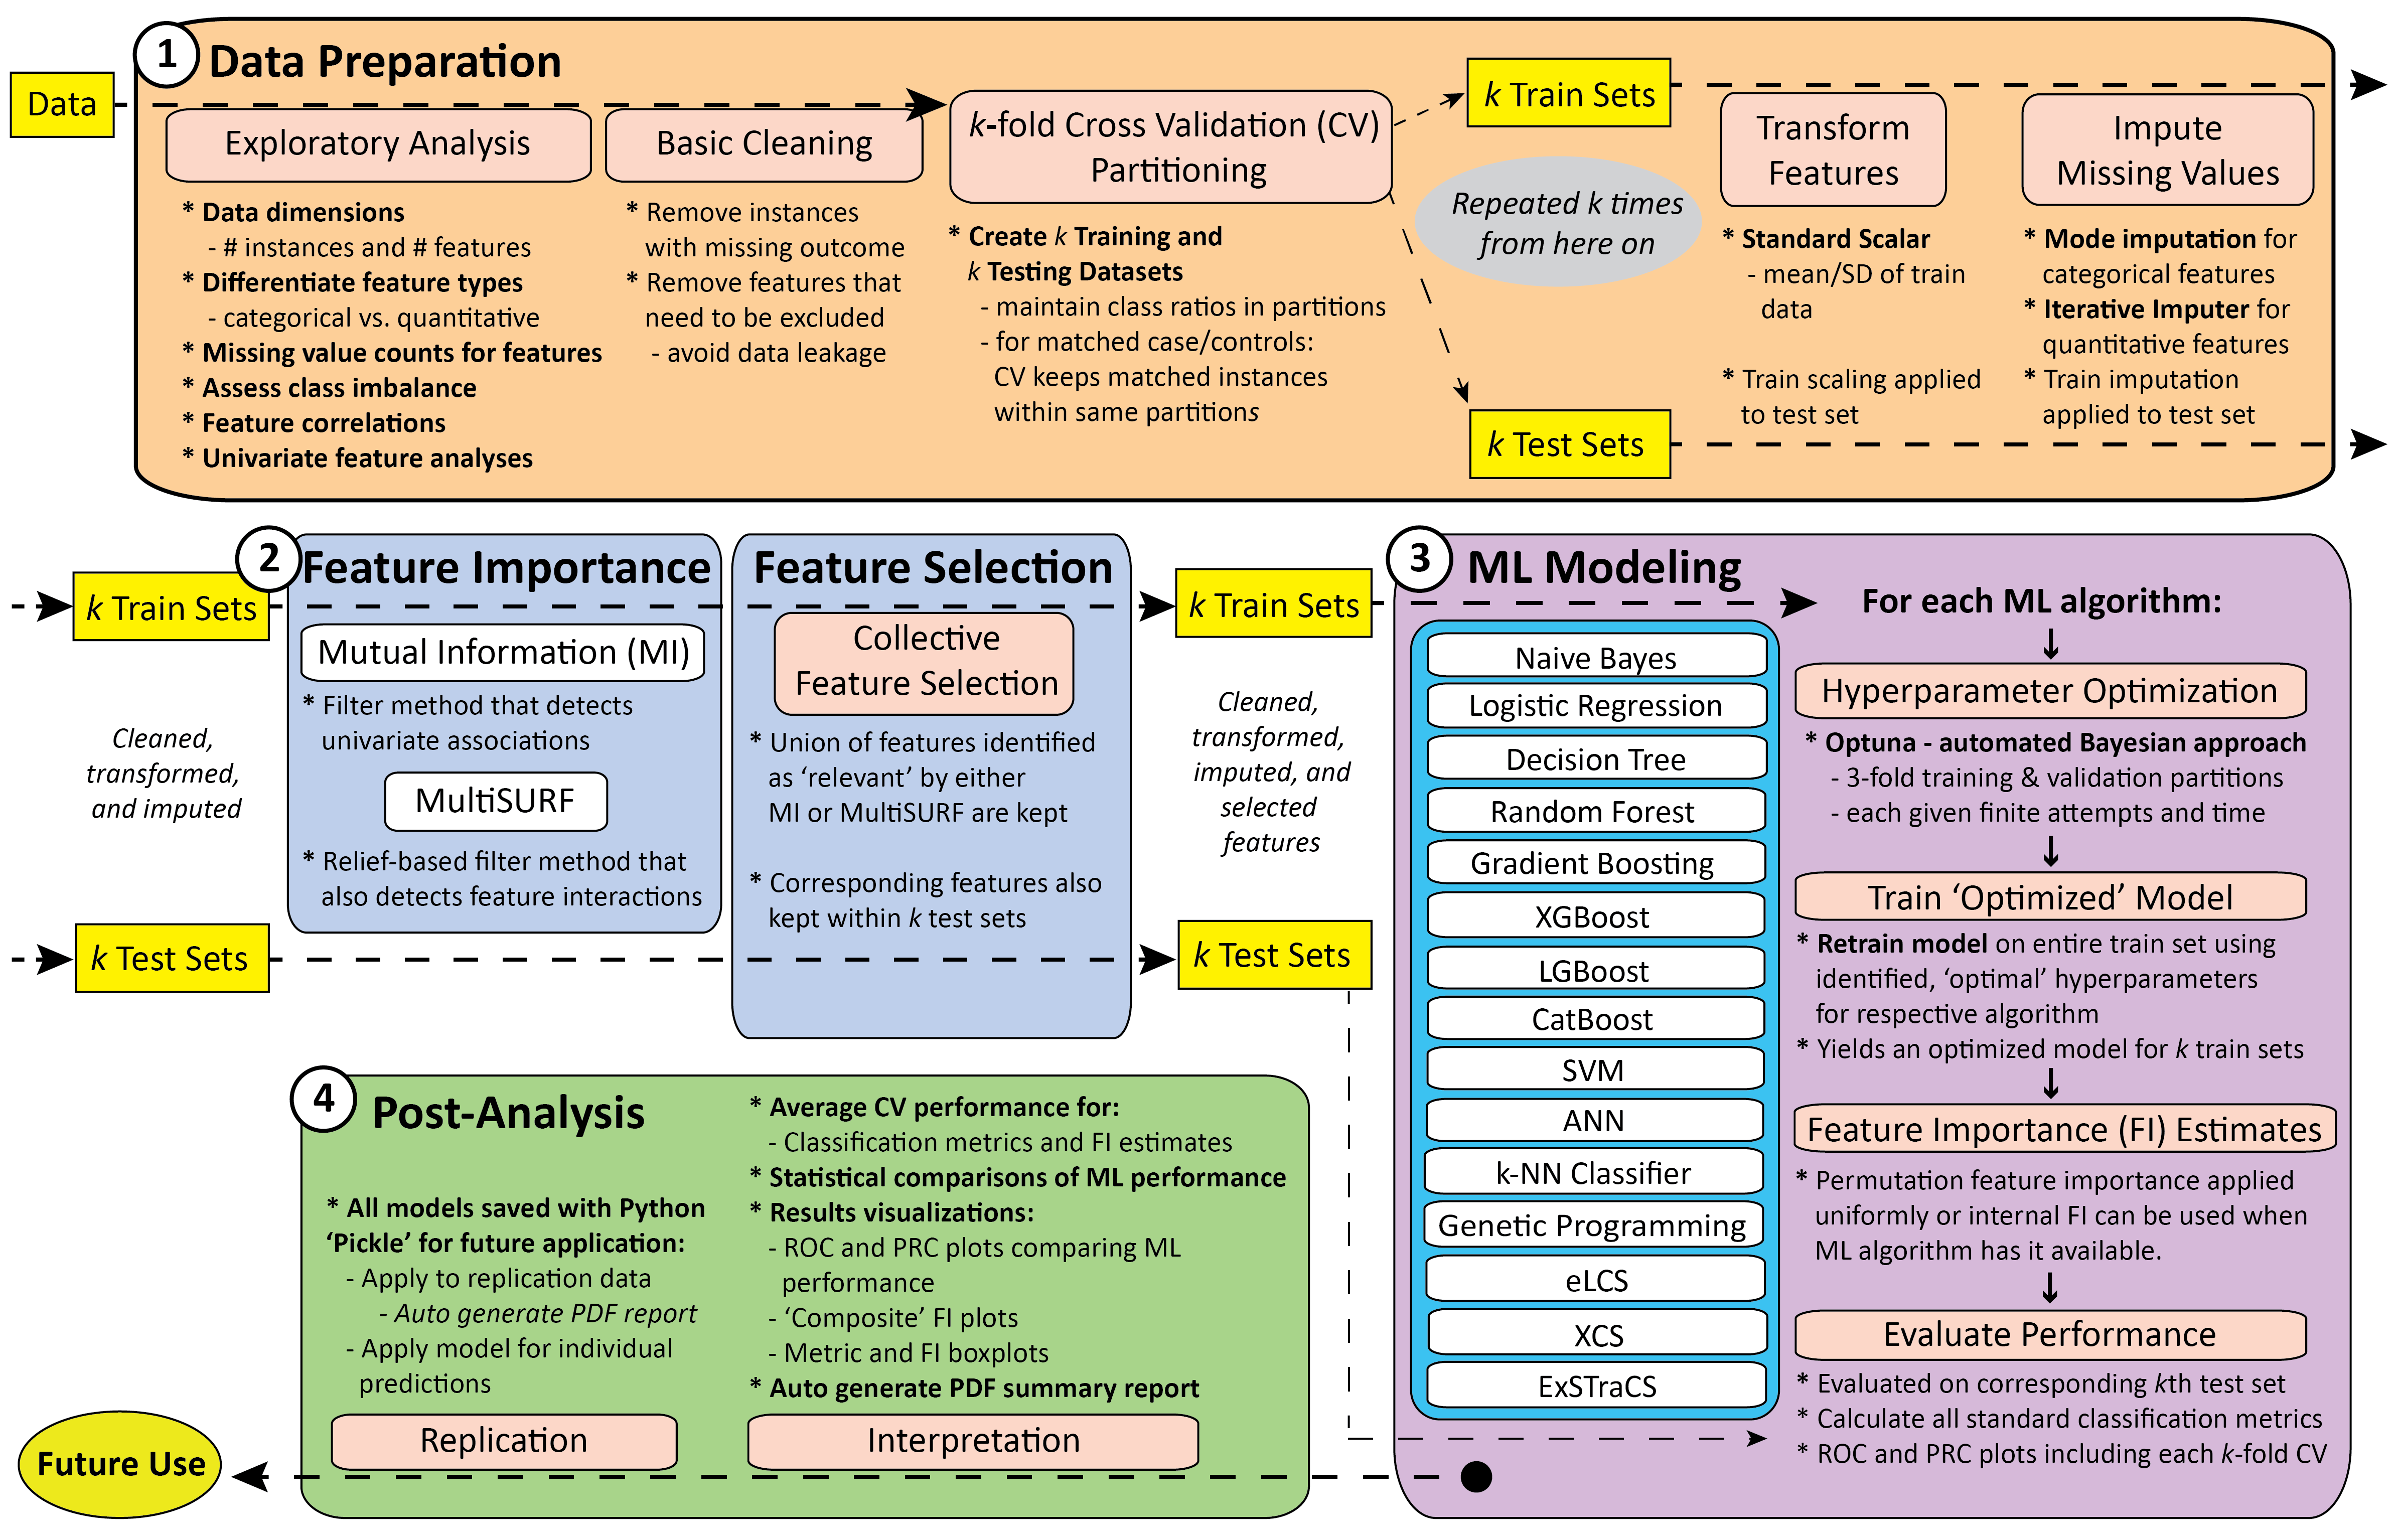 1
Data Preparation
Data
Exploratory Analysis
* Data dimensions
- # instances and # features
* Differentiate feature types
- categorical vs. quantitative
* Missing value counts for features
* Assess class imbalance
* Feature correlations
* Univariate feature analyses
Basic Cleaning
* Remove instances
with missing outcome
* Remove features that
need to be excluded
- avoid data leakage
k-fold Cross Validation (CV)
Partitioning
* Create k Training and
k Testing Datasets
- maintain class ratios in partitions
- for matched case/controls:
CV keeps matched instances
within same partitions
k Train Sets
Repeated k times
from here on
k Test Sets
Transform
Features
* Standard Scalar
- mean/SD of train
data
* Train scaling applied
to test set
Impute
Missing Values
* Mode imputation for
categorical features
* Iterative Imputer for
quantitative features
* Train imputation
applied to test set
2
k Train Sets
Cleaned,
transformed,
and imputed
k Test Sets
Feature Importance
Mutual Information (MI)
* Filter method that detects
univariate associations
MultiSURF
* Relief-based filter method that
also detects feature interactions
Feature Selection
Collective
Feature Selection
* Union of features identified
as ‘relevant’ by either
MI or MultiSURF are kept
* Corresponding features also
kept within k test sets
k Train Sets
Cleaned,
transformed,
imputed, and
selected
features
k Test Sets
3
ML Modeling
Naive Bayes
Logistic Regression
Decision Tree
Random Forest
Gradient Boosting
XGBoost
LGBoost
CatBoost
SVM
ANN
k-NN Classifier
Genetic Programming
eLCS
XCS
ExSTraCS
For each ML algorithm:
Hyperparameter Optimization
* Optuna - automated Bayesian approach
- 3-fold training & validation partitions
- each given finite attempts and time
Train ‘Optimized’ Model
* Retrain model on entire train set using
identified, ‘optimal’ hyperparameters
for respective algorithm
* Yields an optimized model for k train sets
Feature Importance (FI) Estimates
* Permutation feature importance applied
uniformly or internal FI can be used when
ML algorithm has it available.
Evaluate Performance
* Evaluated on corresponding kth test set
* Calculate all standard classification metrics
* ROC and PRC plots including each k-fold CV
4
Post-Analysis
* All models saved with Python
‘Pickle’ for future application:
- Apply to replication data
- Auto generate PDF report
- Apply model for individual
predictions
Replication
* Average CV performance for:
- Classification metrics and FI estimates
* Statistical comparisons of ML performance
* Results visualizations:
- ROC and PRC plots comparing ML
performance
- ‘Composite’ FI plots
- Metric and FI boxplots
* Auto generate PDF summary report
Interpretation
Future Use